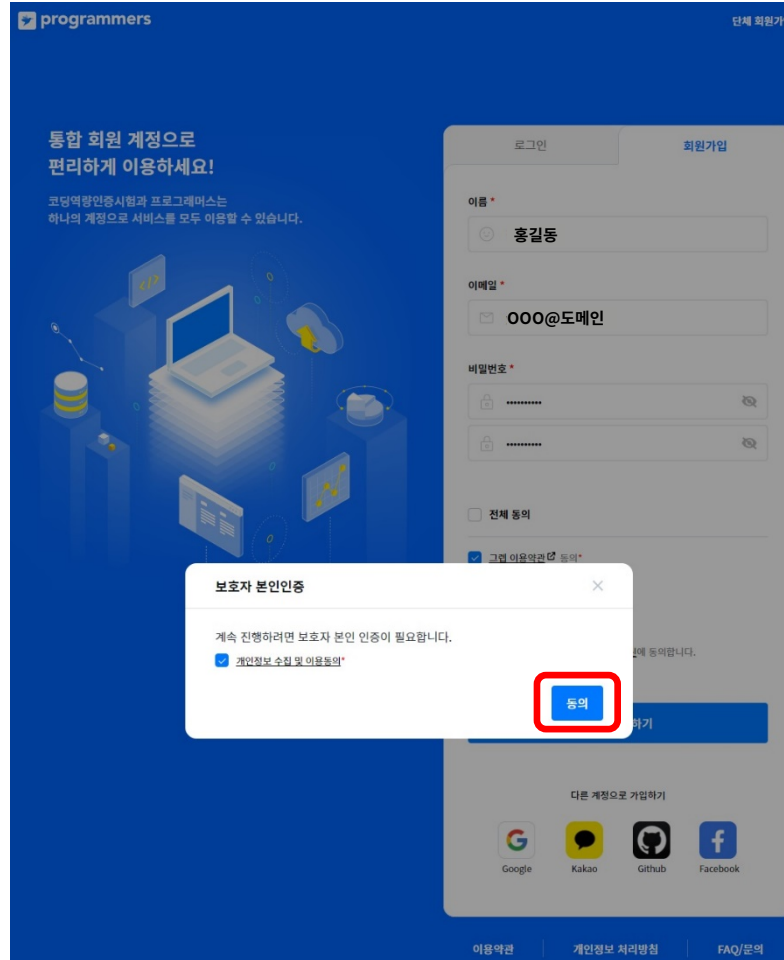 programmers
단체 회원가
통합 회원 계정으로
편리하게 이용하세요!
코딩역량인증시험과 프로그래머스는
하나의 계정으로 서비스를 모두 이용할 수 있습니다.
</>
로그인
회원가입
이름 *
홍길동
이메일 *
OOO@도메인
비밀번호 *
••••••••••
••••••••••
전체 동의
그렙 이용약관 동의*
보호자 본인인증
계속 진행하려면 보호자 본인 인증이 필요합니다.
개인정보 수집 및 이용동의*
에 동의합니다.
동의
하기
다른 계정으로 가입하기
Google
Kakao
Github
Facebook
이용약관
개인정보 처리방침
FAQ/문의